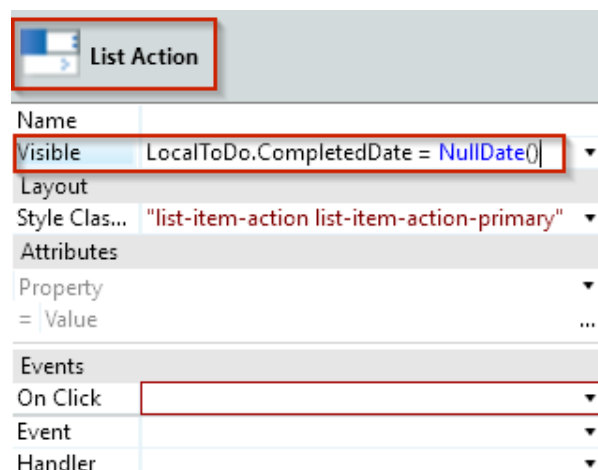 List Action
Name
Visible LocalToDo.CompletedDate = NullDate()
Layout
Style Clas... "list-item-action list-item-action-primary"
Attributes
Property
= Value ...
Events
On Click
Event
Handler